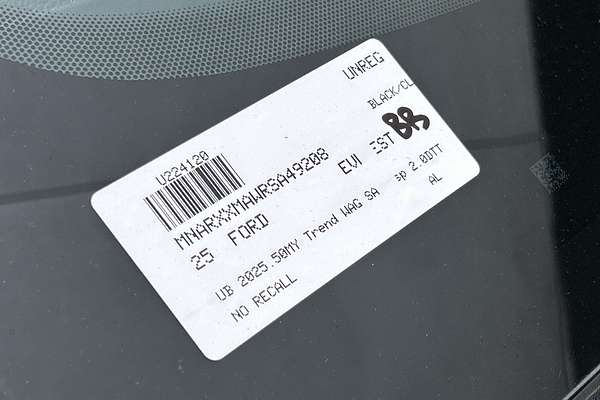 UNREG
U224120
BLACK/CL
MNARXXMAWRSA49208
EST BB
25 FORD EVI
UB 2025.50MY Trend WAG SA sp 2.0DTT
NO RECALL AL